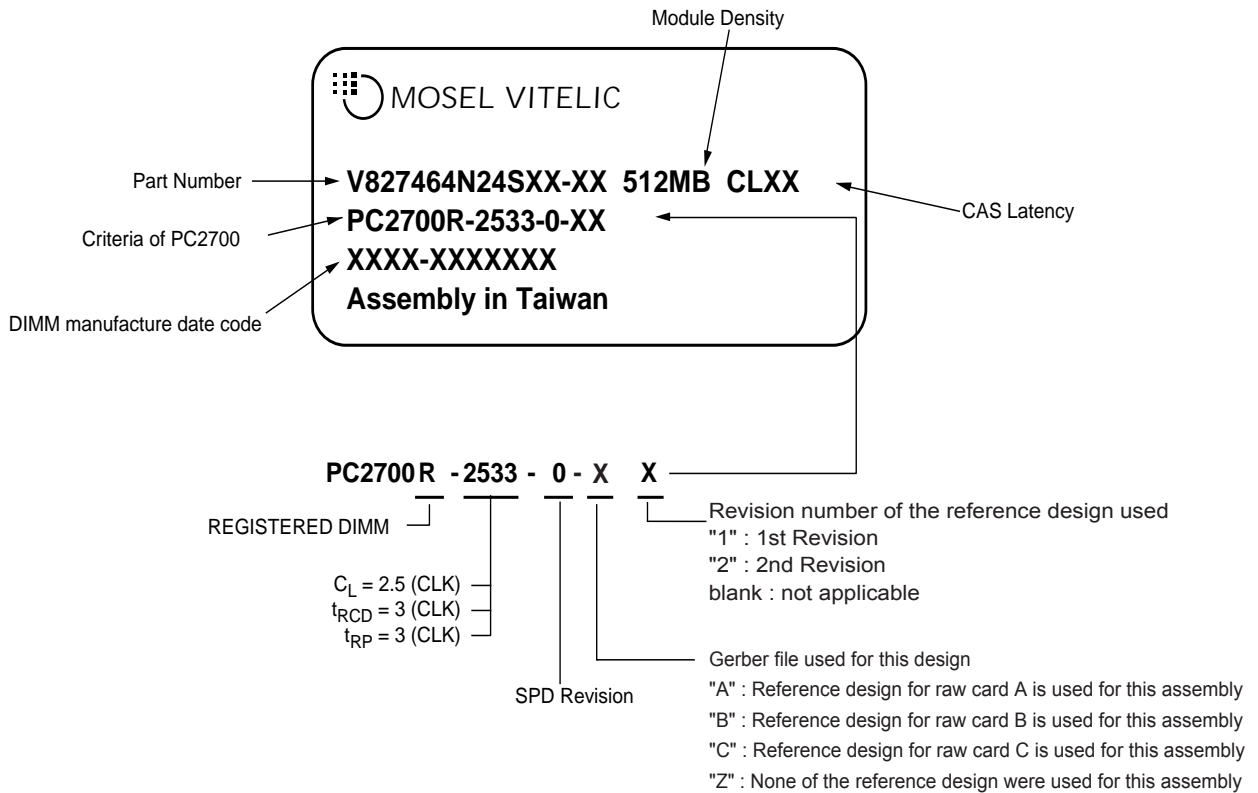 Module Density
MOSEL VITELIC
Part Number
V827464N24SXX-XX 512MB CLXX
CAS Latency
Criteria of PC2700
PC2700R-2533-0-XX
XXXX-XXXXXXX
Assembly in Taiwan
DIMM manufacture date code
PC2700 R - 2533 - 0 - X X
REGISTERED DIMM
CL = 2.5 (CLK)
tRCD = 3 (CLK)
tRP = 3 (CLK)
SPD Revision
Revision number of the reference design used
"1" : 1st Revision
"2" : 2nd Revision
blank : not applicable
Gerber file used for this design
"A" : Reference design for raw card A is used for this assembly
"B" : Reference design for raw card B is used for this assembly
"C" : Reference design for raw card C is used for this assembly
"Z" : None of the reference design were used for this assembly